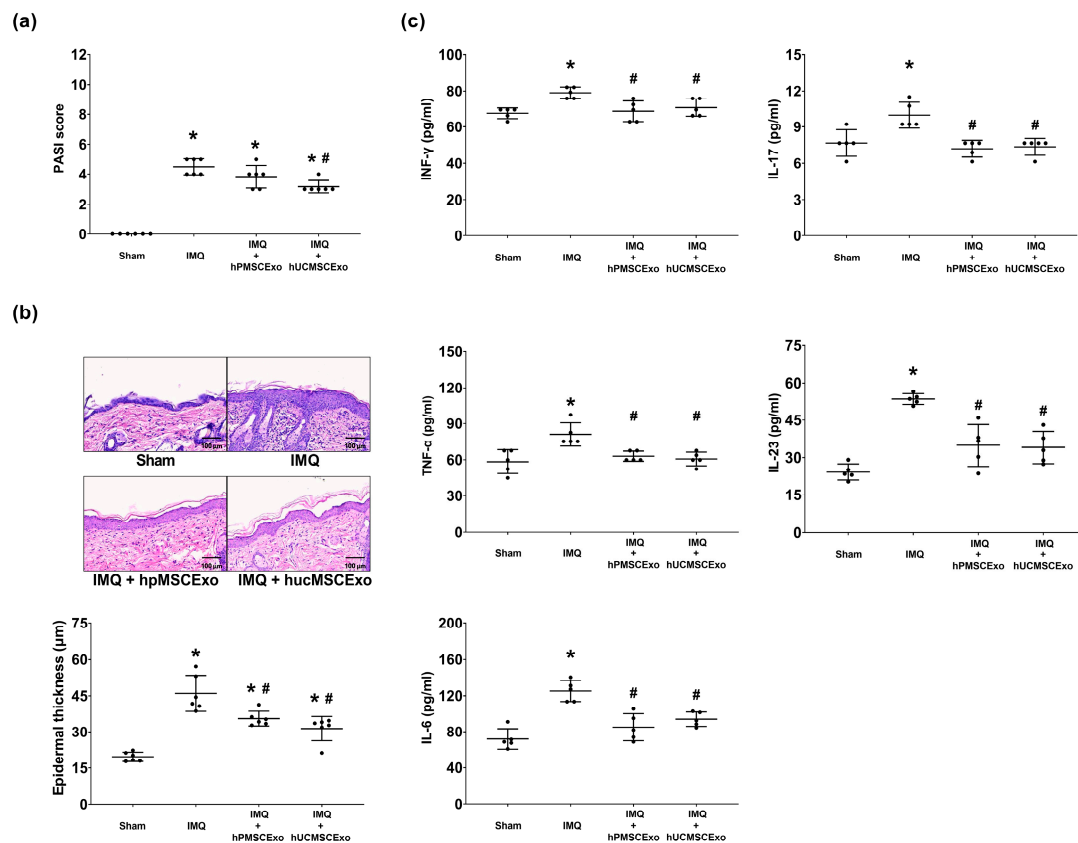 (a)
PASI score
12
10
8
6
4
2
0
*
*
* #
Sham
IMQ
IMQ
+
hPMSCExo
IMQ
+
hUCMSCExo
(b)
100 μm
Sham
100 μm
IMQ
100 μm
IMQ + hpMSCExo
100 μm
IMQ + hucMSCExo
Epidermal thickness (μm)
75
60
45
30
15
0
*
* #
* #
Sham
IMQ
IMQ
+
hPMSCExo
IMQ
+
hUCMSCExo
(c)
INF-γ (pg/ml)
100
80
60
40
20
0
*
#
#
Sham
IMQ
IMQ
+
hPMSCExo
IMQ
+
hUCMSCExo
IL-17 (pg/ml)
15
12
9
6
3
0
*
#
#
Sham
IMQ
IMQ
+
hPMSCExo
IMQ
+
hUCMSCExo
TNF-α (pg/ml)
150
120
90
60
30
0
*
#
#
Sham
IMQ
IMQ
+
hPMSCExo
IMQ
+
hUCMSCExo
IL-23 (pg/ml)
75
60
45
30
15
0
*
#
#
Sham
IMQ
IMQ
+
hPMSCExo
IMQ
+
hUCMSCExo
IL-6 (pg/ml)
200
160
120
80
40
0
*
#
#
Sham
IMQ
IMQ
+
hPMSCExo
IMQ
+
hUCMSCExo